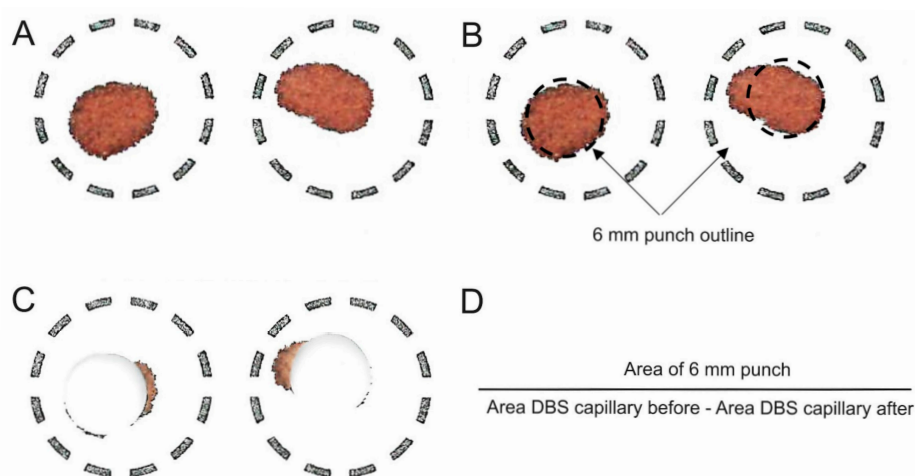 A
B
6 mm punch outline
C
D
Area of 6 mm punch
Area DBS capillary before - Area DBS capillary after